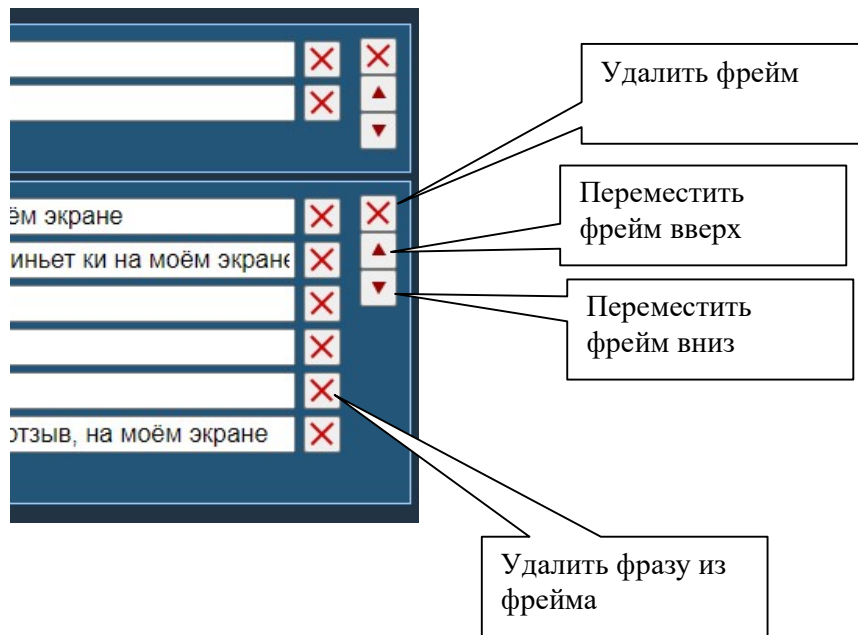 Удалить фрейм
Переместить
фрейм вверх
ём экране
ки на моём экране
Переместить
фрейм вниз
отзыв, на моём экране
Удалить фразу из
фрейма